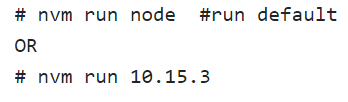 # nvm run node  #run default
OR
# nvm run 10.15.3